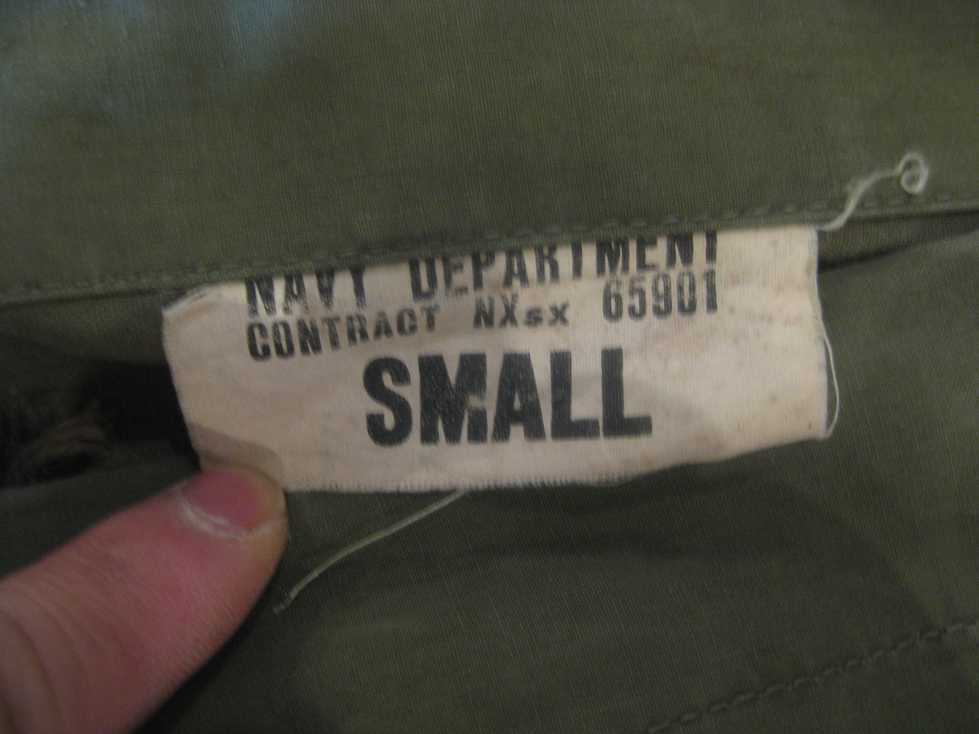 NAVY DEPARTMENT
CONTRACT NXsx 65901
SMALL